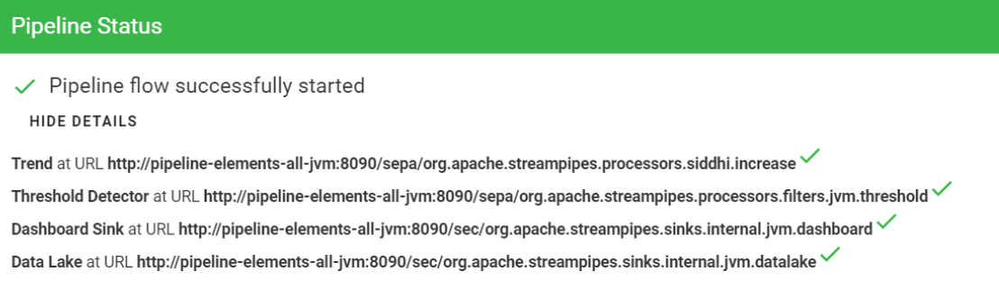 Pipeline Status
Pipeline flow successfully started
HIDE DETAILS
Trend at URL http://pipeline-elements-all-jvm:8090/sepa/org.apache.streampipes.processors.siddhi.increase
Threshold Detector at URL http://pipeline-elements-all-jvm:8090/sepa/org.apache.streampipes.processors.filters.jvm.threshold
Dashboard Sink at URL http://pipeline-elements-all-jvm:8090/sec/org.apache.streampipes.sinks.internal.jvm.dashboard
Data Lake at URL http://pipeline-elements-all-jvm:8090/sec/org.apache.streampipes.sinks.internal.jvm.datalake